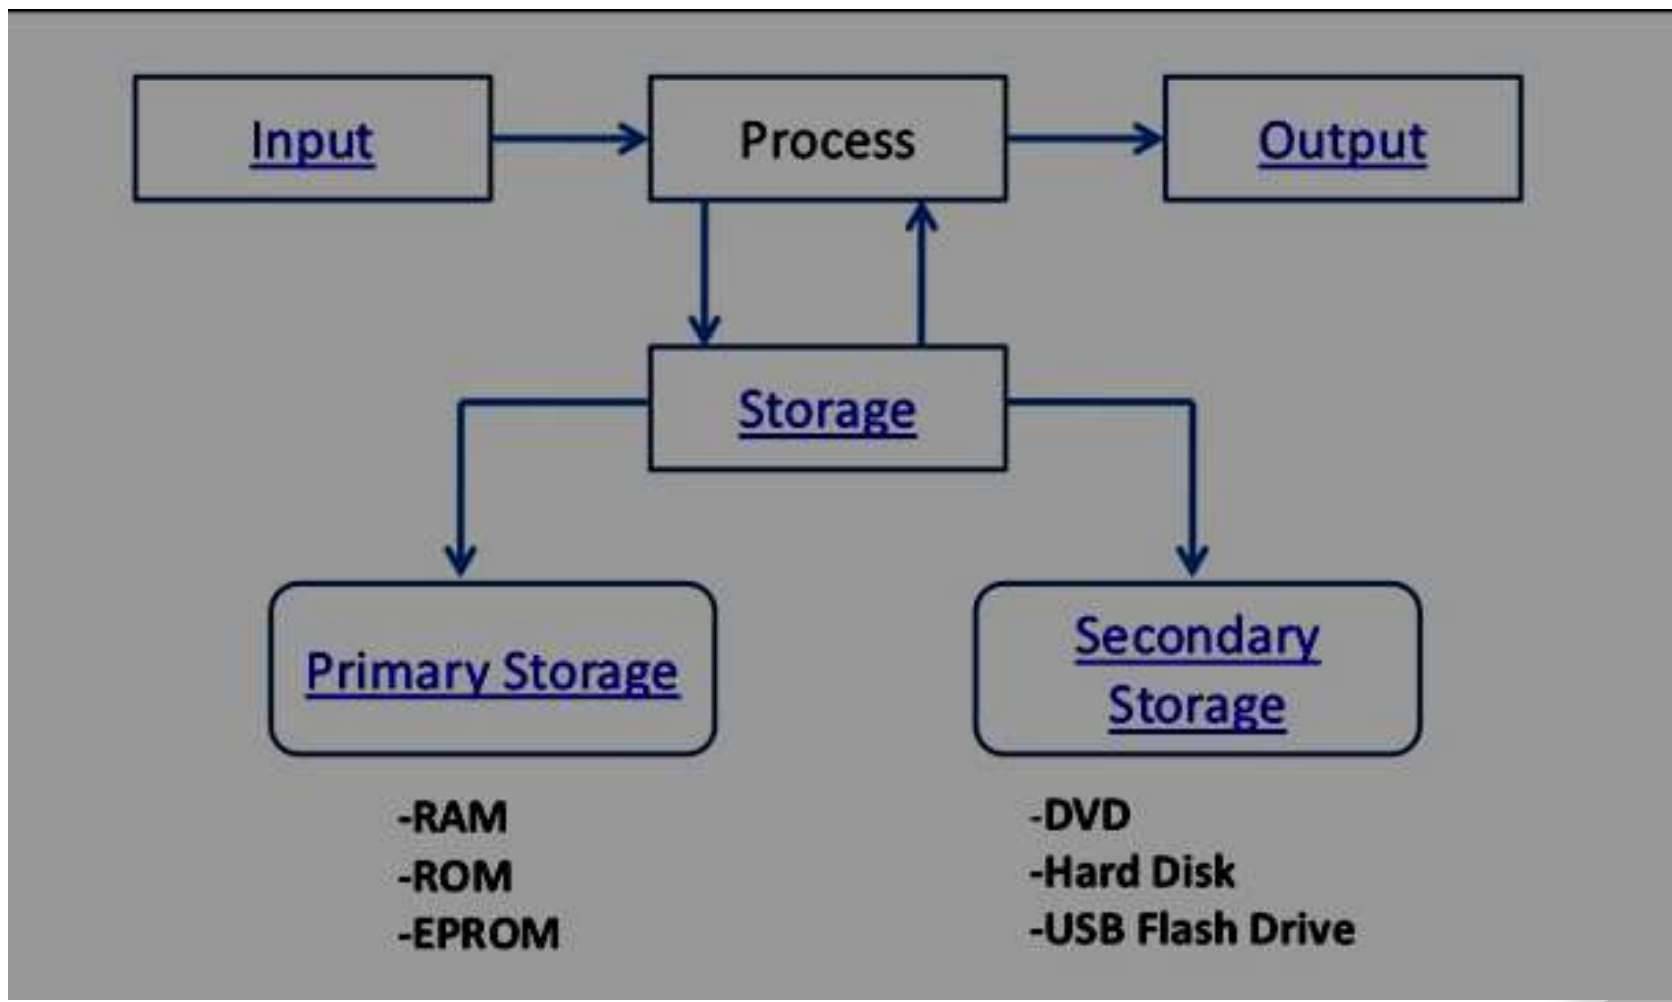 Input
Process
Output
Storage
Primary Storage
Secondary
Storage
-RAM
-ROM
-EPROM
-DVD
-Hard Disk
-USB Flash Drive